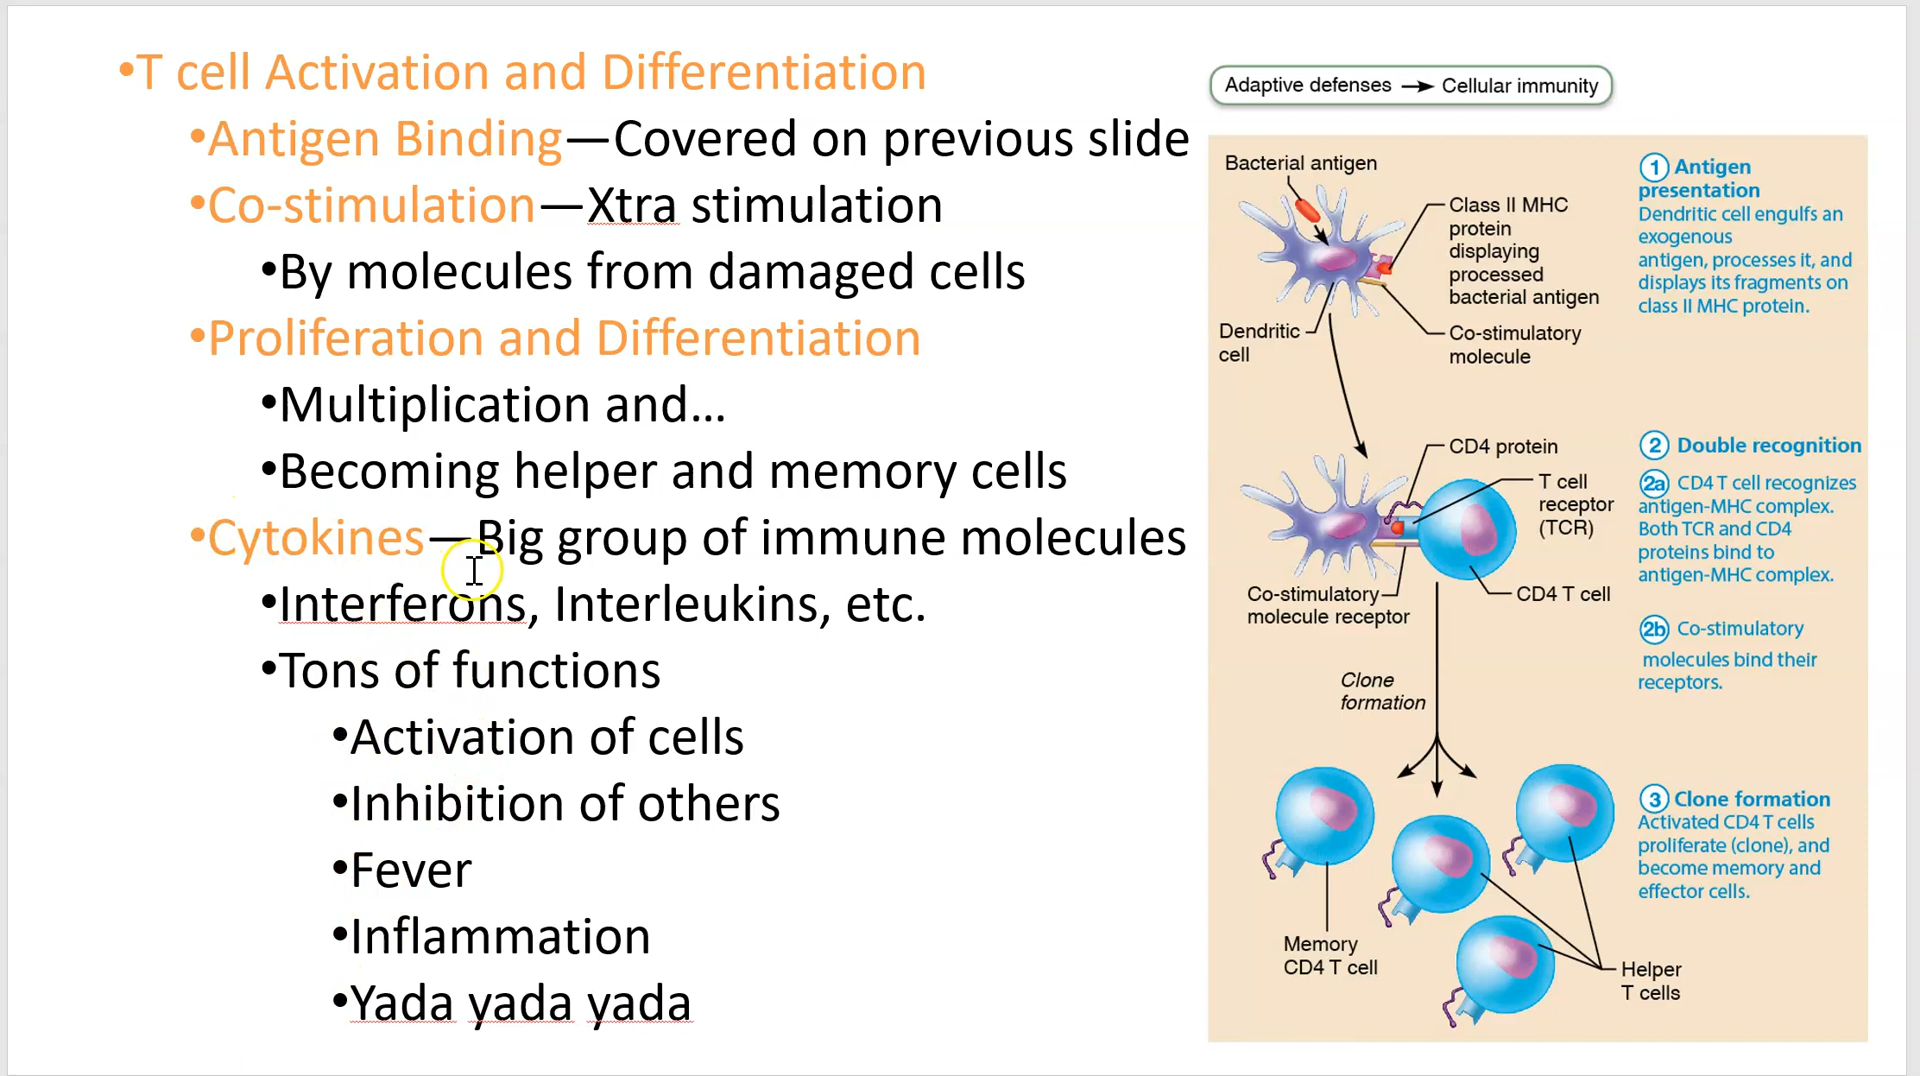 •T cell Activation and Differentiation
•Antigen Binding—Covered on previous slide
•Co-stimulation—Xtra stimulation
•By molecules from damaged cells
•Proliferation and Differentiation
•Multiplication and...
•Becoming helper and memory cells
•Cytokines—Big group of immune molecules
•Interferons, Interleukins, etc.
•Tons of functions
•Activation of cells
•Inhibition of others
•Fever
•Inflammation
•Yada yada yada
Adaptive defenses → Cellular immunity
Bacterial antigen
Class II MHC
protein
displaying
processed
bacterial antigen
Dendritic
cell
Co-stimulatory
molecule
1 Antigen
presentation
Dendritic cell engulfs an
exogenous
antigen, processes it, and
displays its fragments on
class II MHC protein.
CD4 protein
T cell
receptor
(TCR)
Co-stimulatory
molecule receptor
CD4 T cell
2 Double recognition
2a CD4 T cell recognizes
antigen-MHC complex.
Both TCR and CD4
proteins bind to
antigen-MHC complex.
2b Co-stimulatory
molecules bind their
receptors.
Clone
formation
3 Clone formation
Activated CD4 T cells
proliferate (clone), and
become memory and
effector cells.
Memory
CD4 T cell
Helper
T cells